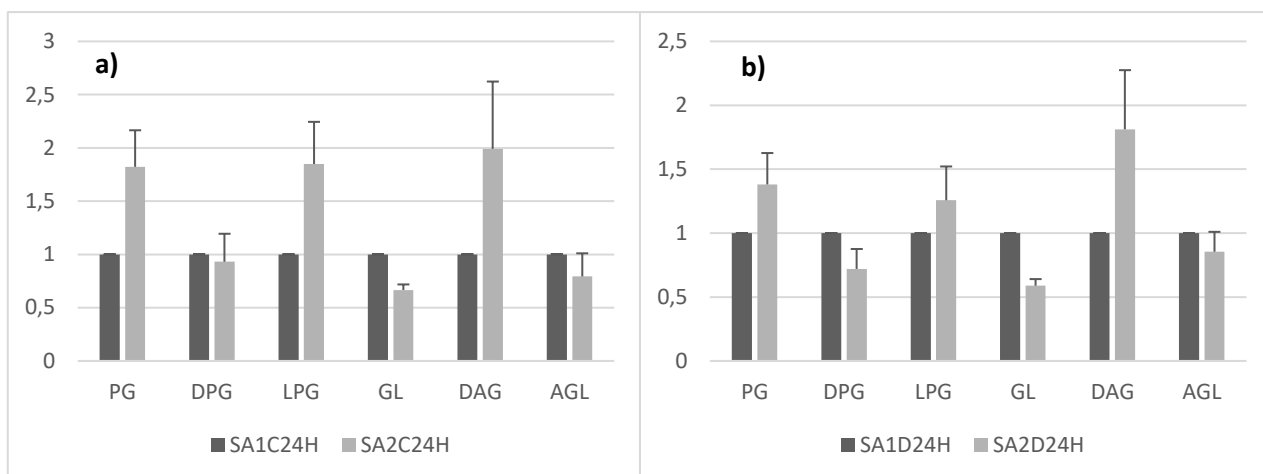 a)
3
2,5
2
1,5
1
0,5
0
PG DPG LPG GL DAG AGL
SA1C24H SA2C24H
b)
2,5
2
1,5
1
0,5
0
PG DPG LPG GL DAG AGL
SA1D24H SA2D24H